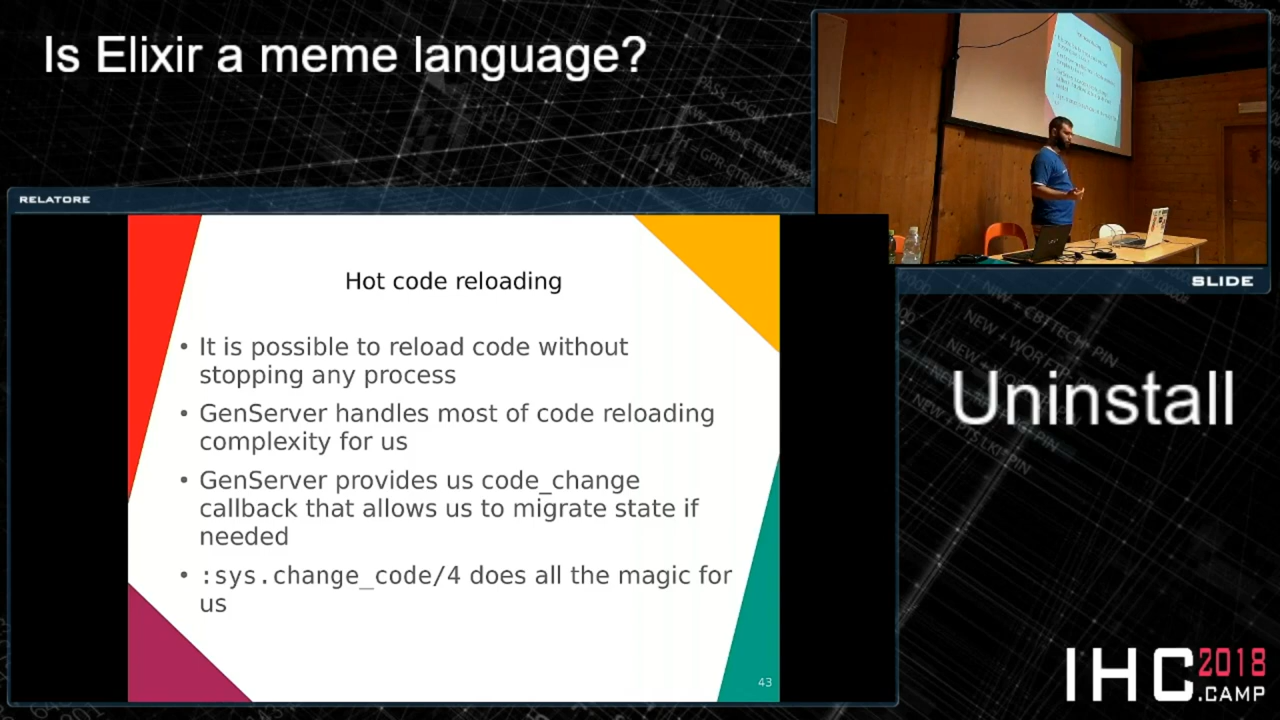 Is Elixir a meme language?
RELATORE
Hot code reloading
• It is possible to reload code without
stopping any process
• GenServer handles most of code reloading
complexity for us
• GenServer provides us code_change
callback that allows us to migrate state if
needed
• :sys.change_code/4 does all the magic for
us
43
SLIDE
Uninstall
IHC 2018
.CAMP